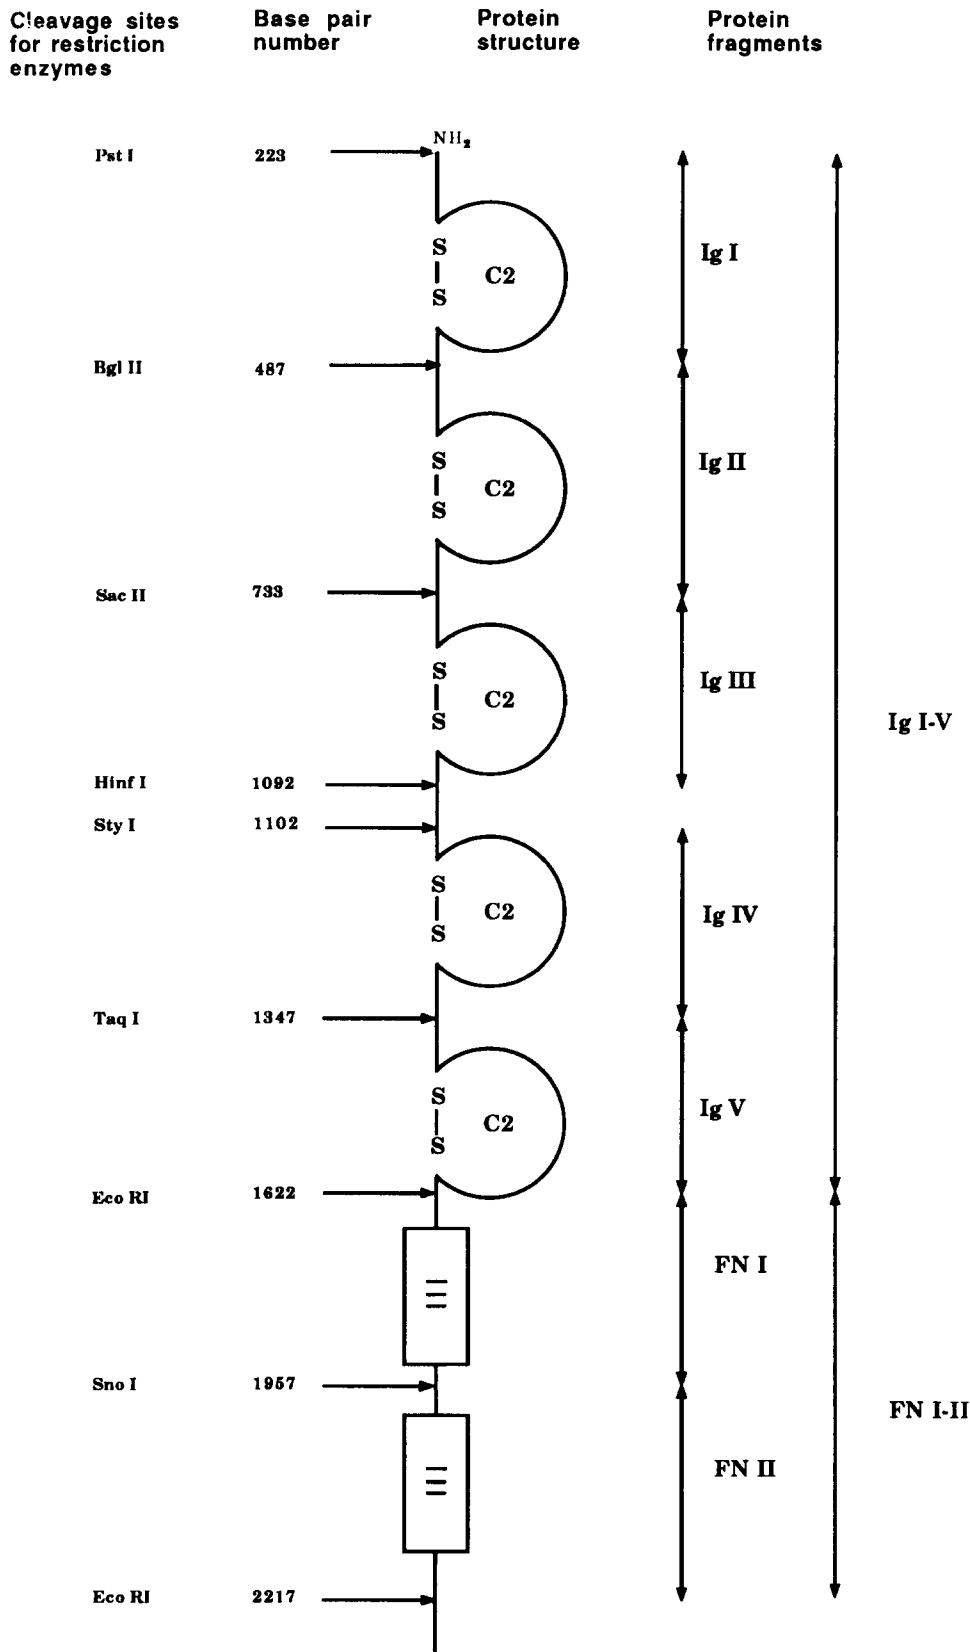 Cleavage sites for restriction enzymes
Base pair number
Protein structure
Protein fragments
NH₂
Pst I 223
S
S
C2
Ig I
Bgl II 487
S
S
C2
Ig II
Sac II 733
S
S
C2
Ig III
Ig I-V
Hinf I 1092
Sty I 1102
S
S
C2
Ig IV
Taq I 1347
S
S
C2
Ig V
Eco RI 1622
III
FN I
Sno I 1957
FN I-II
III
FN II
Eco RI 2217